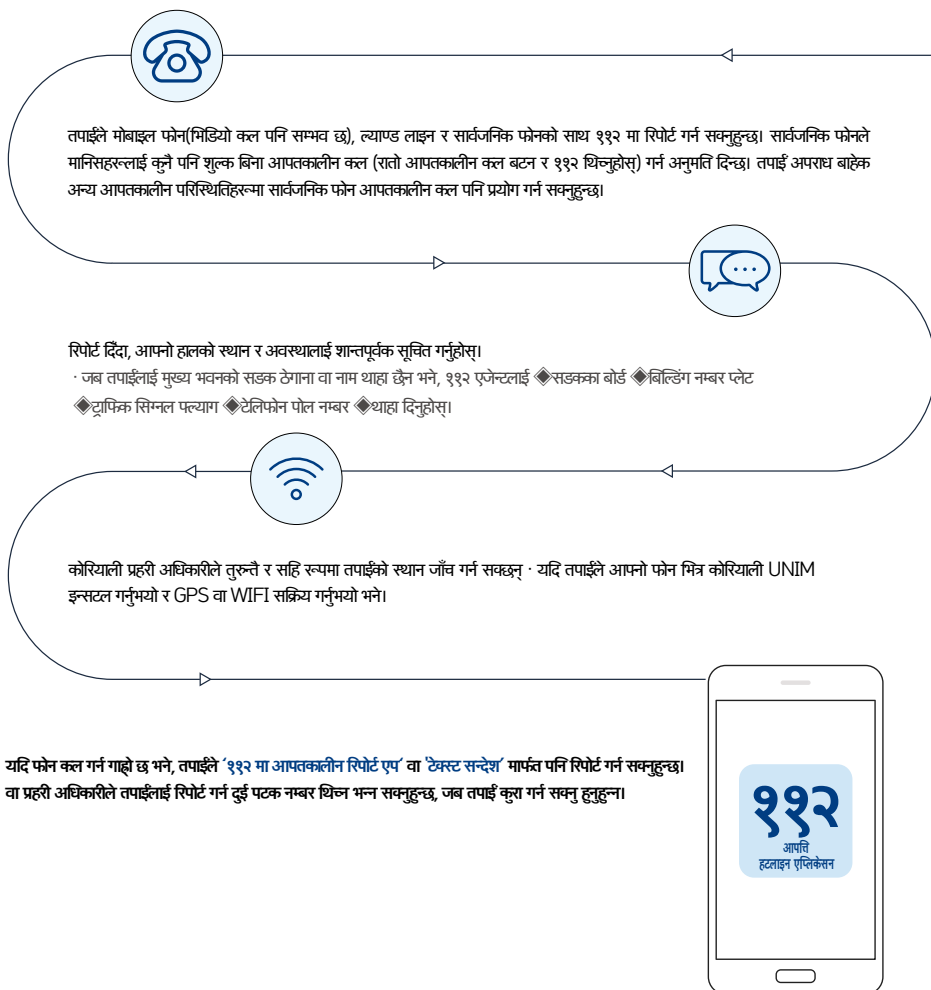 तपाईंले मोबाइल फोन(भिडियो कल पनि सम्भव छ), ल्याण्ड लाइन र सार्वजनिक फोनको साथ ११२ मा रिपोर्ट गर्न सक्नुहुन्छ। सार्वजनिक फोनले
मानिसहरूलाई कुनै पनि शुल्क बिना आपतकालीन कल (रातो आपतकालीन कल बटन र ११२ थिच्नुहोस्) गर्न अनुमति दिन्छ। तपाईं अपराध बाहेक
अन्य आपतकालीन परिस्थितिहरूमा सार्वजनिक फोन आपतकालीन कल पनि प्रयोग गर्न सक्नुहुन्छ।
रिपोर्ट दिँदा, आफ्नो हालको स्थान र अवस्थालाई शान्तपूर्वक सूचित गर्नुहोस्।
· जब तपाईंलाई मुख्य भवनको सडक ठेगाना वा नाम थाहा छैन भने, ११२ एजेन्टलाई ◈सडकका बोर्ड ◈बिल्डिंग नम्बर प्लेट
◈ट्राफिक सिग्नल फ्ल्याग ◈टेलिफोन पोल नम्बर ◈थाहा दिनुहोस्।
कोरियाली प्रहरी अधिकारीले तुरुन्तै र सहि रूपमा तपाईंको स्थान जाँच गर्न सक्छन् · यदि तपाईंले आफ्नो फोन भित्र कोरियाली UNIM
इन्सटल गर्नुभयो र GPS वा WIFI सक्रिय गर्नुभयो भने।
यदि फोन कल गर्न गाह्रो छ भने, तपाईंले ´११२ मा आपतकालीन रिपोर्ट एप´ वा 'टेक्स्ट सन्देश´ मार्फत पनि रिपोर्ट गर्न सक्नुहुन्छ।
वा प्रहरी अधिकारीले तपाईंलाई रिपोर्ट गर्न दुई पटक नम्बर थिच्न भन्न सक्नुहुन्छ, जब तपाईं कुरा गर्न सक्नु हुनुहुन्न।
११२
आपत्ति
हटलाइन एप्लिकेसन